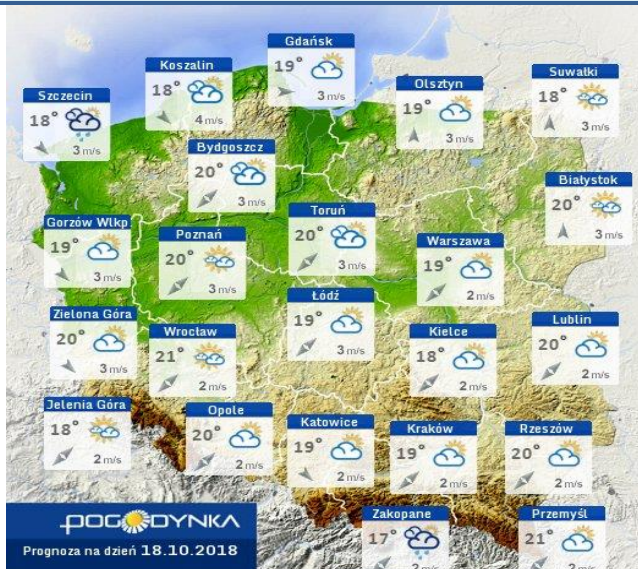 Gdańsk
19°
3 m/s
Koszalin
18°
4 m/s
Suwałki
18°
3 m/s
Olsztyn
19°
3 m/s
Szczecin
18°
3 m/s
Bydgoszcz
20°
3 m/s
Białystok
20°
3 m/s
Toruń
20°
3 m/s
Gorzów Wlkp
19°
3 m/s
Poznań
20°
3 m/s
Warszawa
19°
2 m/s
Łódź
19°
3 m/s
Zielona Góra
20°
3 m/s
Wrocław
21°
2 m/s
Kielce
18°
2 m/s
Lublin
20°
2 m/s
Jelenia Góra
18°
2 m/s
Opole
20°
2 m/s
Katowice
19°
2 m/s
Kraków
19°
2 m/s
Rzeszów
20°
2 m/s
Zakopane
17°
2 m/s
Przemyśl
21°
2 m/s
POGODYNKA
Prognoza na dzień 18.10.2018